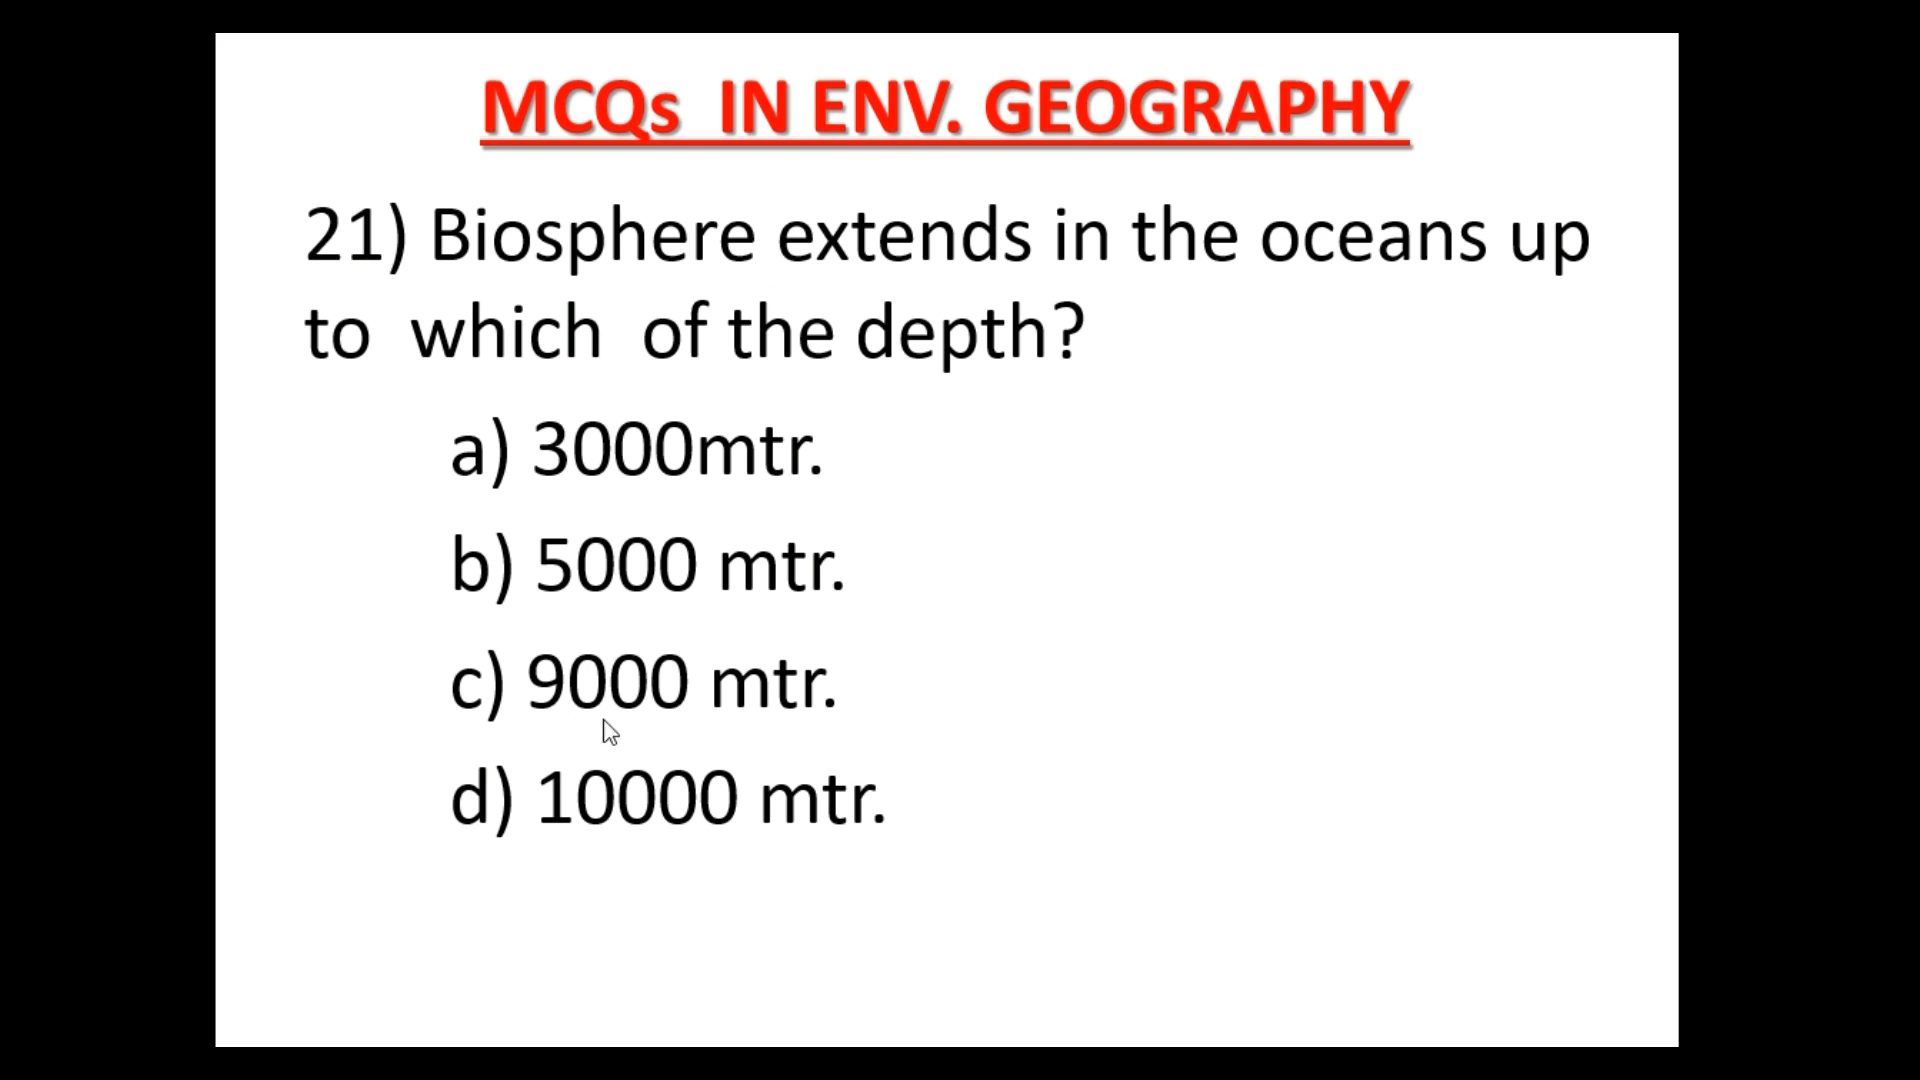 MCQs IN ENV. GEOGRAPHY
21) Biosphere extends in the oceans up
to which of the depth?
a) 3000mtr.
b) 5000 mtr.
c) 9000 mtr.
d) 10000 mtr.